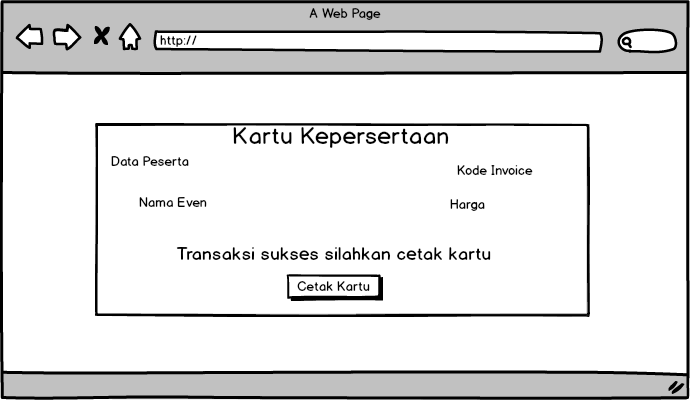 A Web Page
http://
Kartu Kepersertaan
Data Peserta
Kode Invoice
Nama Even
Harga
Transaksi sukses silahkan cetak kartu
Cetak Kartu